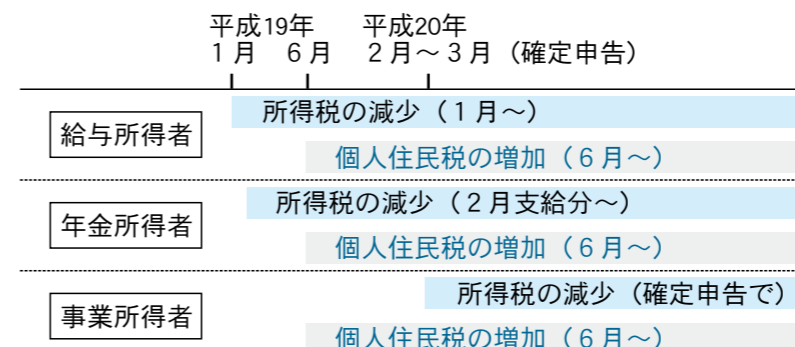 平成19年　平成20年
1月　6月　2月〜3月（確定申告）
所得税の減少（1月〜）
給与所得者
個人住民税の増加（6月〜）
所得税の減少（2月支給分〜）
年金所得者
個人住民税の増加（6月〜）
所得税の減少（確定申告で）
事業所得者
個人住民税の増加（6月〜）